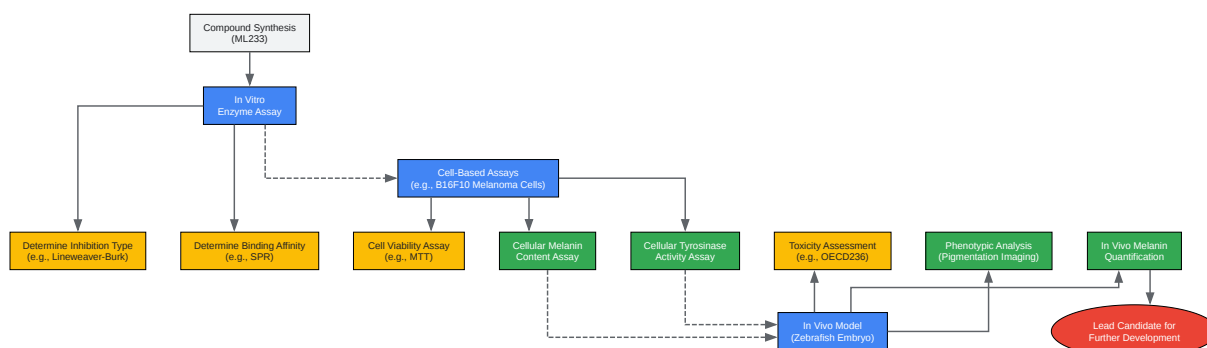 Compound Synthesis
(ML233)
In Vitro
Enzyme Assay
Cell-Based Assays
(e.g., B16F10 Melanoma Cells)
Determine Inhibition Type
(e.g., Lineweaver-Burk)
Determine Binding Affinity
(e.g., SPR)
Cell Viability Assay
(e.g., MTT)
Cellular Melanin
Content Assay
Cellular Tyrosinase
Activity Assay
Toxicity Assessment
(e.g., OECD236)
Phenotypic Analysis
(Pigmentation Imaging)
In Vivo Melanin
Quantification
In Vivo Model
(Zebrafish Embryo)
Lead Candidate for
Further Development